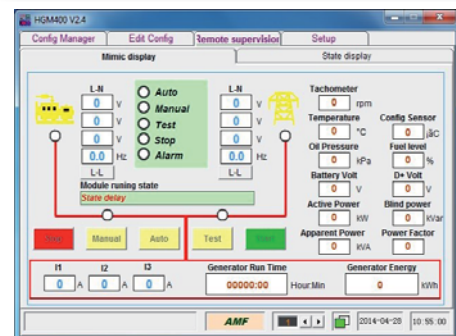 HGM400 V2.4
Config Manager Edit Config Remote supervision Setup
Mimic display State display
L-N
0 V
0 V
0 V
0.0 Hz
L-L
Auto
Manual
Test
Stop
Alarm
L-N
0 V
0 V
0 V
0.0 Hz
L-L
Tachometer
0 rpm
Temperature Config Sensor
0 °C 0
Oil Pressure Fuel level
0 kPa 0 %
Battery Volt D+ Volt
0 V 0 V
Active Power Blind power
0 kW 0 kVar
Apparent Power Power Factor
0 kVA 0
Module runing state
State delay
Manual Auto Test
I1 I2 I3 Generator Run Time Generator Energy
0 A 0 A 0 A 00000:00 Hour:Min 0 kWh
AMF 1 2014-04-28 10:55:00